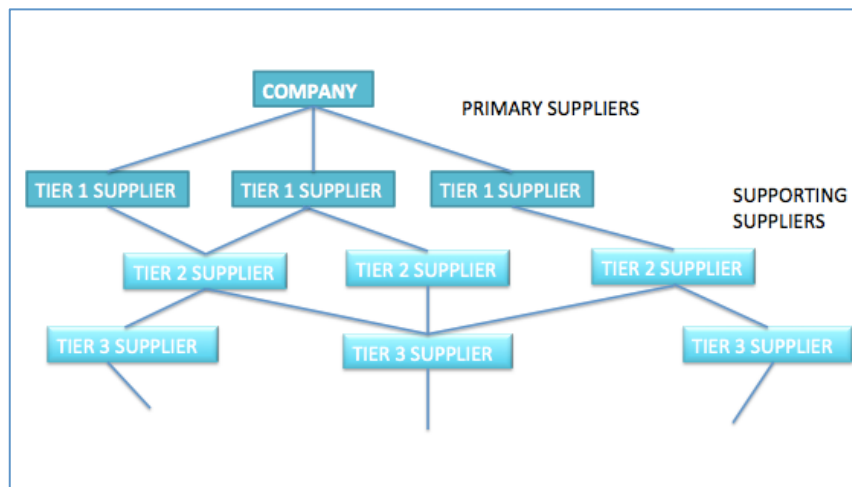 COMPANY
PRIMARY SUPPLIERS
TIER 1 SUPPLIER
TIER 1 SUPPLIER
TIER 1 SUPPLIER
SUPPORTING
SUPPLIERS
TIER 2 SUPPLIER
TIER 2 SUPPLIER
TIER 2 SUPPLIER
TIER 3 SUPPLIER
TIER 3 SUPPLIER
TIER 3 SUPPLIER